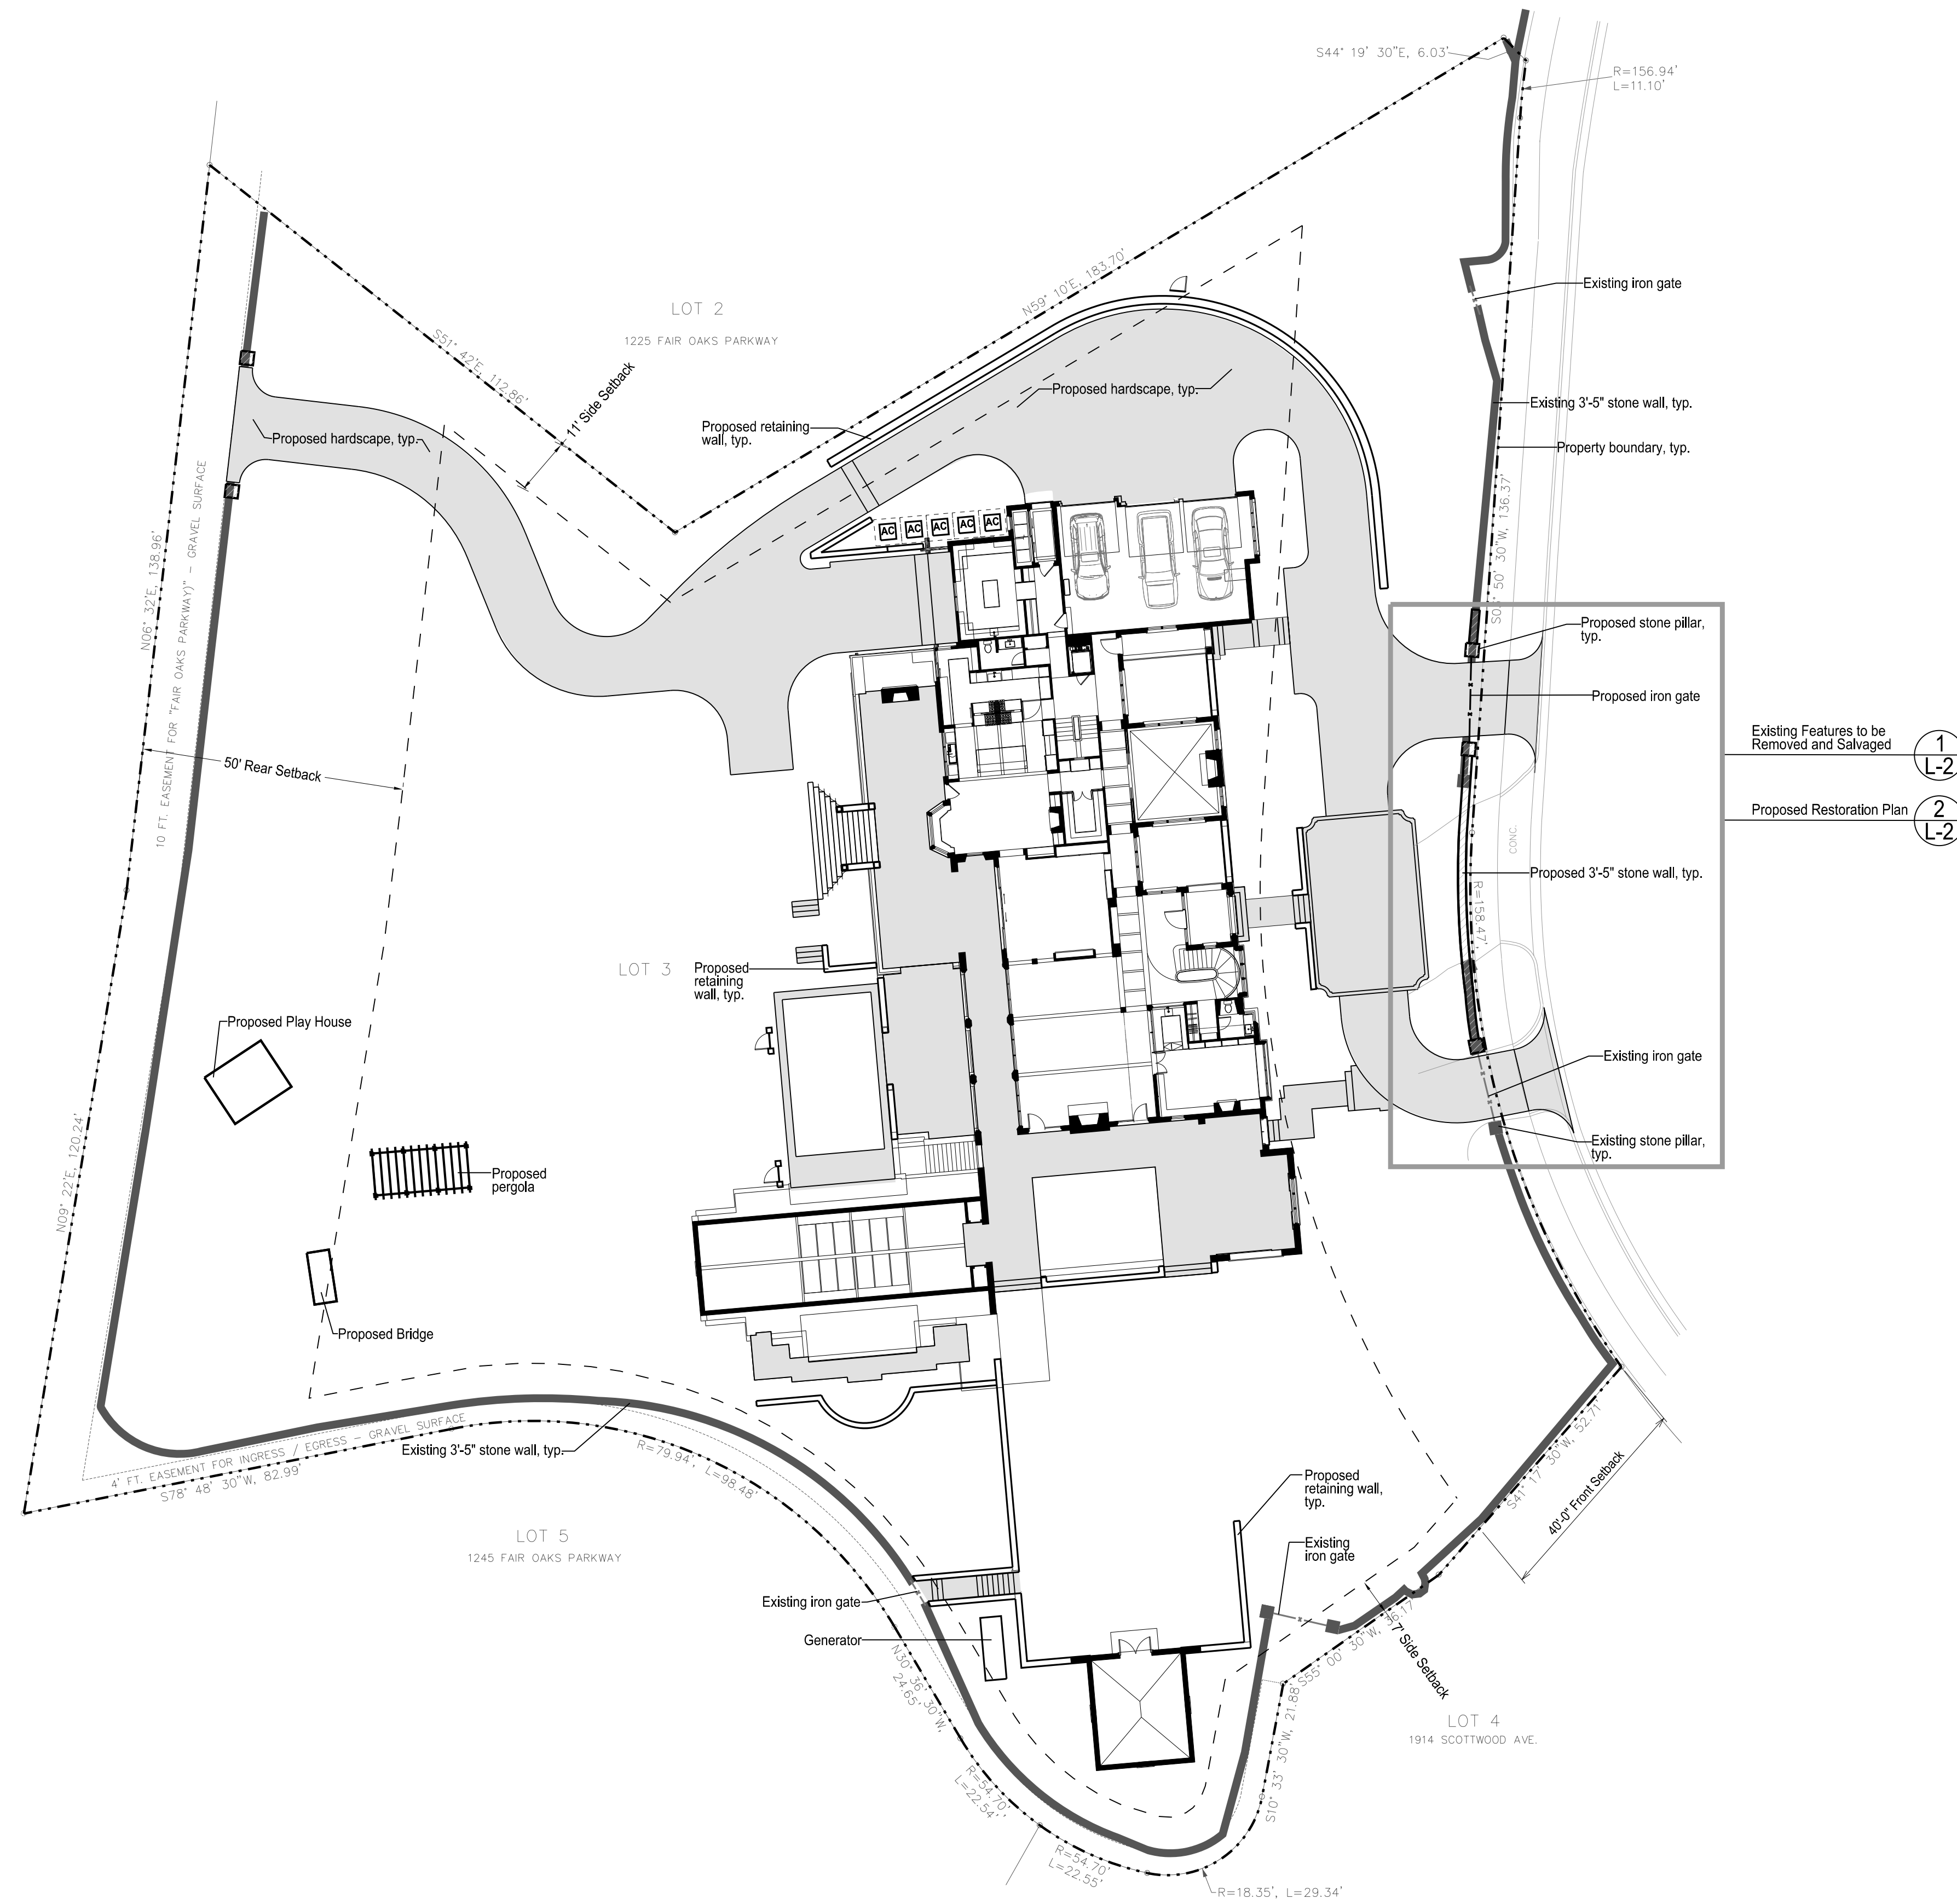 S44° 19' 30"E, 6.03'
R=156.94'
L=11.10'
N59° 10'E, 183.70'
Existing iron gate
LOT 2
1225 FAIR OAKS PARKWAY
S51° 42'E, 112.86'
11' Side Setback
Proposed hardscape, typ.
Existing 3'-5" stone wall, typ.
Proposed retaining
wall, typ.
Proposed hardscape, typ.
Property boundary, typ.
10 FT. EASEMENT FOR "FAIR OAKS PARKWAY)" – GRAVEL SURFACE
N06° 32'E, 138.96'
50' 30"W, 136.37'
AC
AC
AC
AC
AC
Proposed stone pillar,
typ.
Proposed iron gate
Existing Features to be
Removed and Salvaged
1
L-2
50' Rear Setback
Proposed Restoration Plan
2
L-2
CONC.
Proposed 3'-5" stone wall, typ.
R=158.47'
LOT 3
Proposed
retaining
wall, typ.
Proposed Play House
Existing iron gate
N09° 22'E, 120.24'
Existing stone pillar,
typ.
Proposed
pergola
Proposed Bridge
4' FT. EASEMENT FOR INGRESS / EGRESS – GRAVEL SURFACE
S78° 48' 30"W, 82.99'
Existing 3'-5" stone wall, typ.
R=79.94', L=98.48'
S41° 17' 30"W, 52.71'
40'-0" Front Setback
Proposed
retaining wall,
typ.
LOT 5
1245 FAIR OAKS PARKWAY
Existing
iron gate
Existing iron gate
Generator
S55° 00' 30"W, 36.17'
7' Side Setback
N30° 36' 30"W,
24.65'
S10° 33' 30"W, 21.88'
LOT 4
1914 SCOTTWOOD AVE.
R=54.70'
L=22.54'
R=54.70'
L=22.55'
R=18.35', L=29.34'